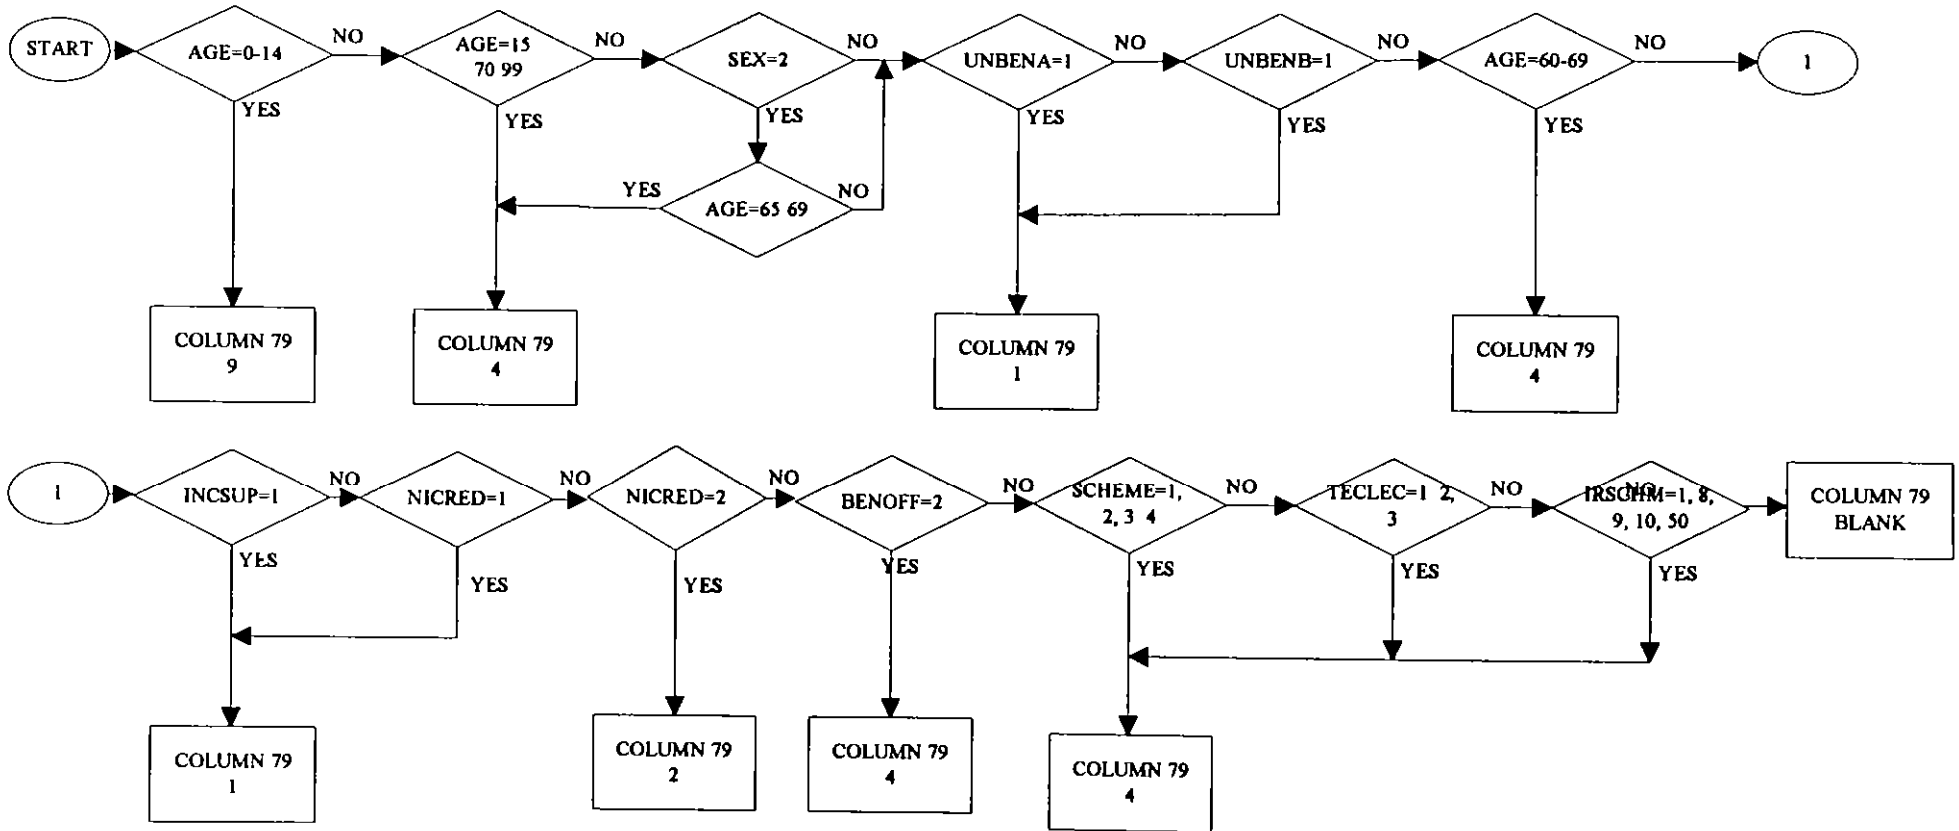 START
AGE=0-14
NO
AGE=15
70 99
NO
SEX=2
NO
UNBENA=1
NO
UNBENB=1
NO
AGE=60-69
NO
1
YES
YES
YES
YES
YES
YES
YES
AGE=65 69
NO
COLUMN 79
9
COLUMN 79
4
COLUMN 79
1
COLUMN 79
4
1
INCSUP=1
NO
NICRED=1
NO
NICRED=2
NO
BENOFF=2
NO
SCHEME=1,
2, 3 4
NO
TECLEC=1 2,
3
NO
IRSCHM=1, 8,
9, 10, 50
NO
COLUMN 79
BLANK
YES
YES
YES
YES
YES
YES
YES
COLUMN 79
1
COLUMN 79
2
COLUMN 79
4
COLUMN 79
4